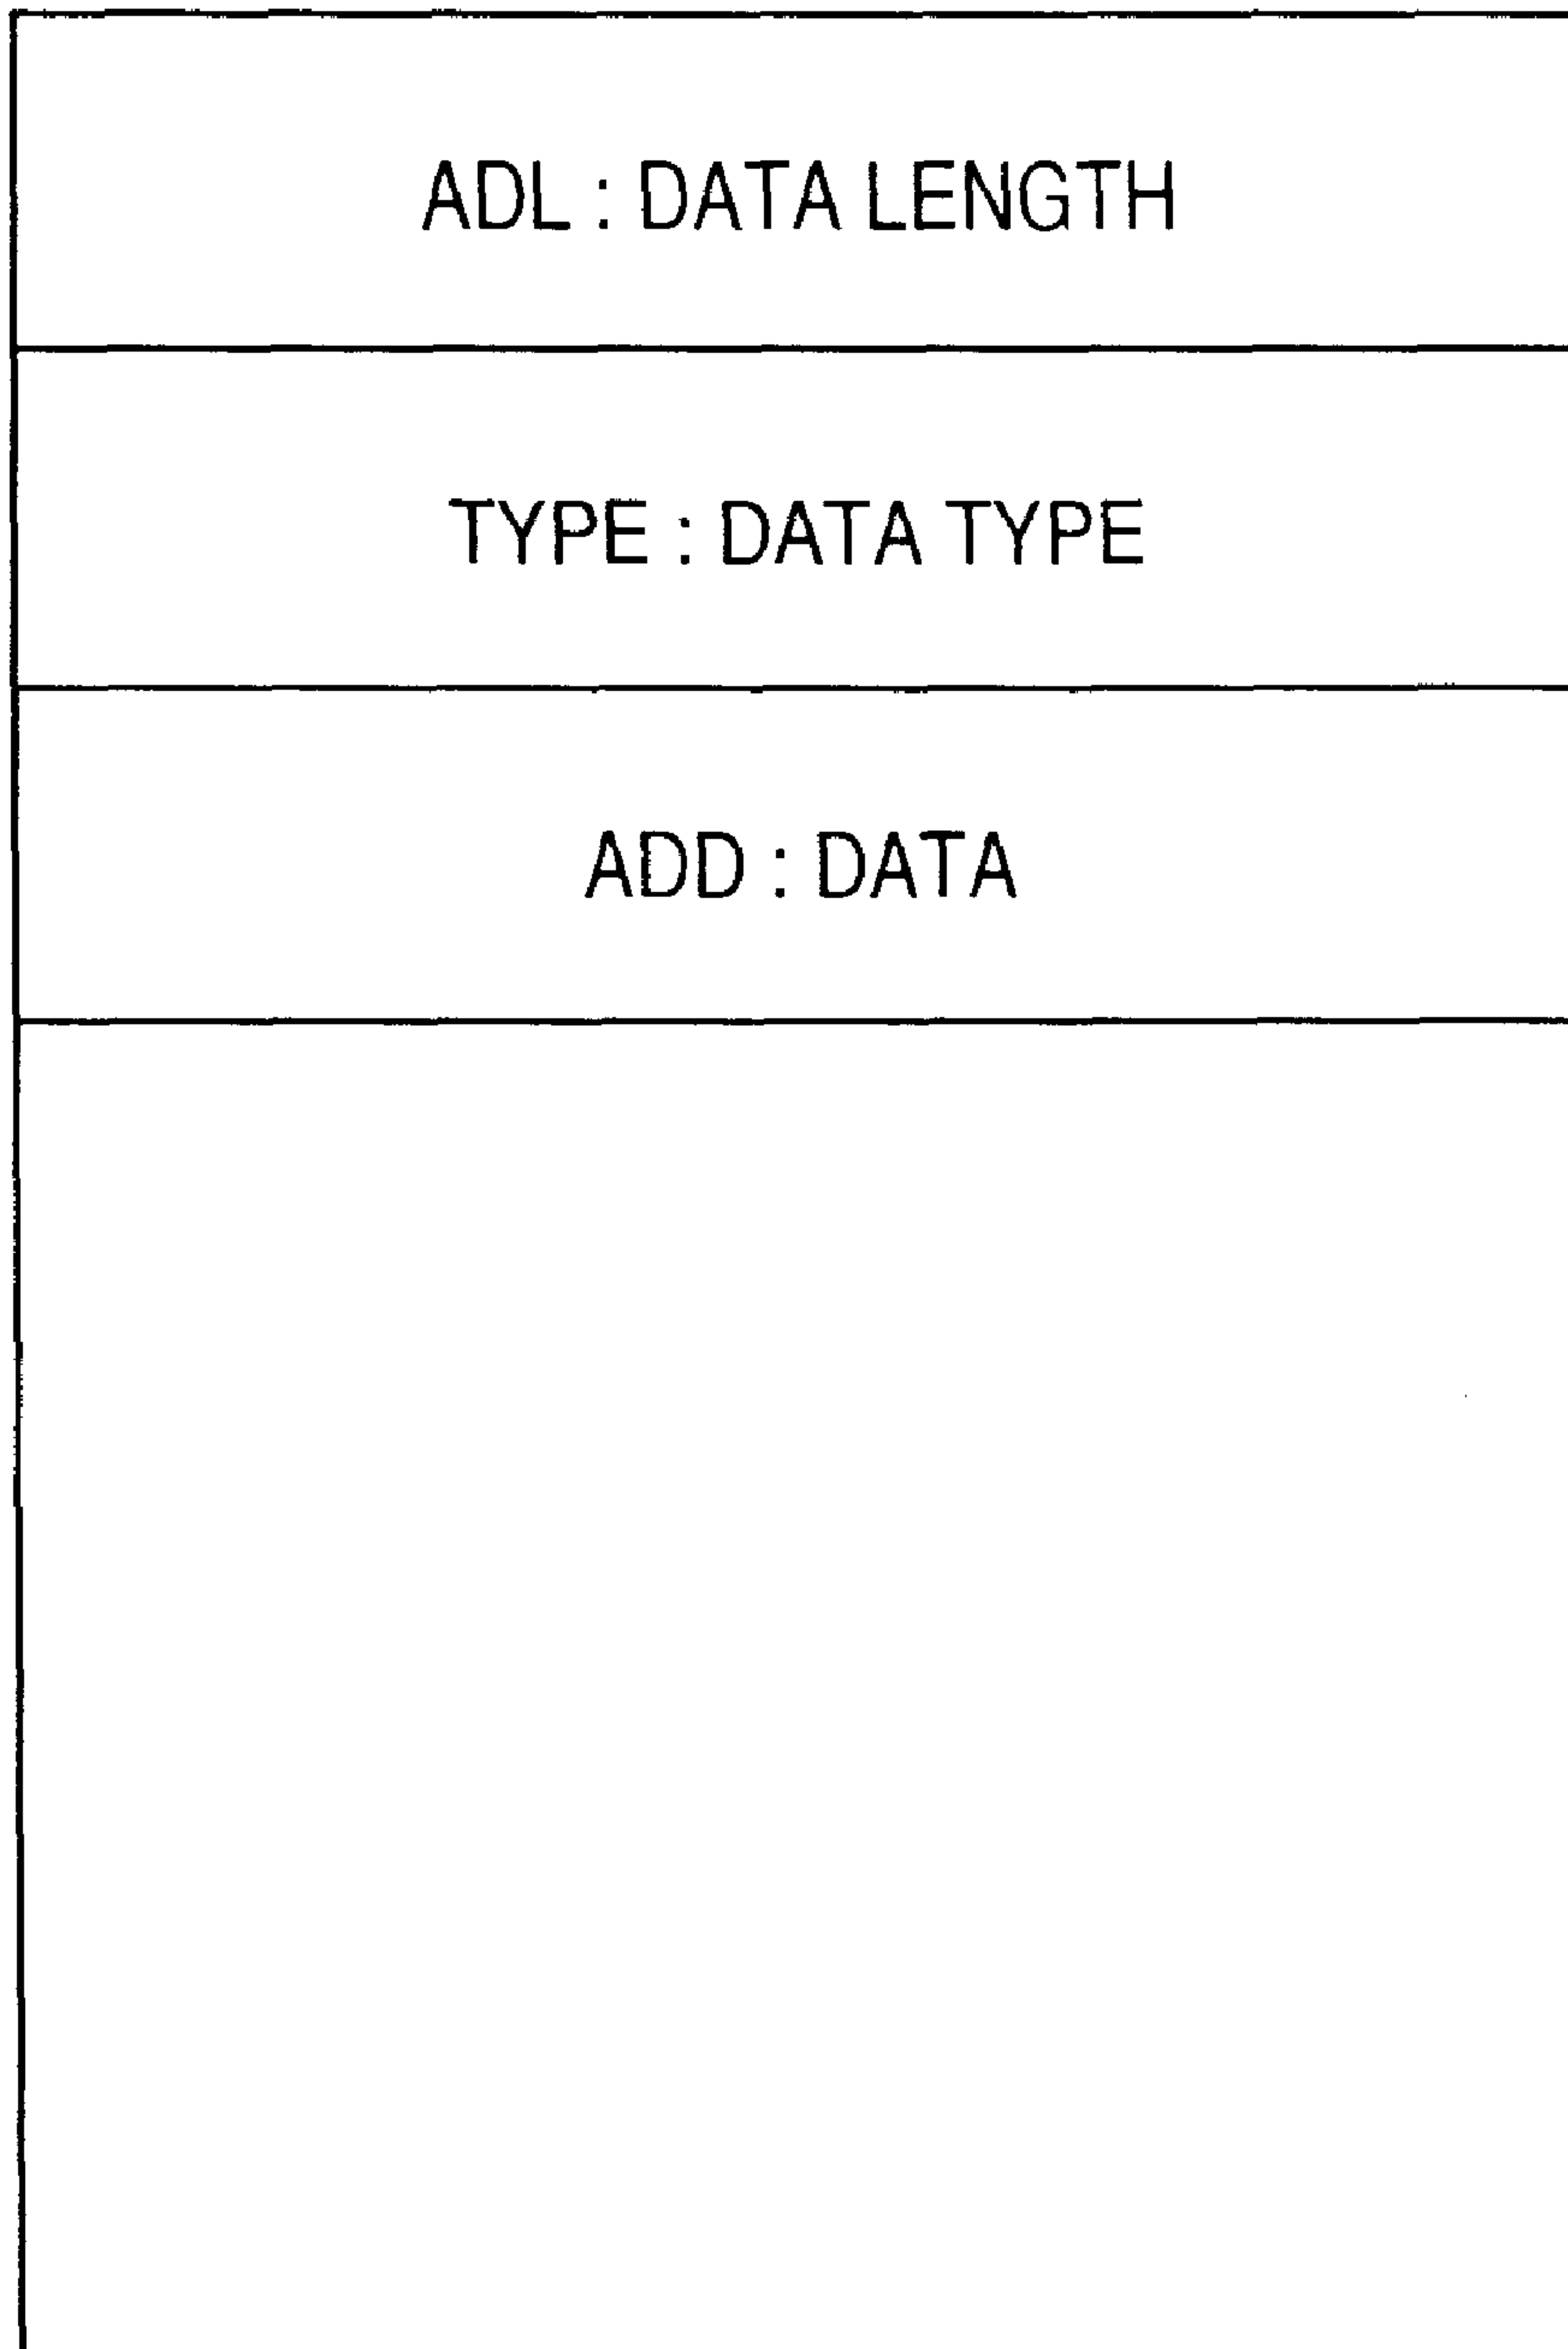 ADL : DATA LENGTH
TYPE : DATA TYPE
ADD : DATA